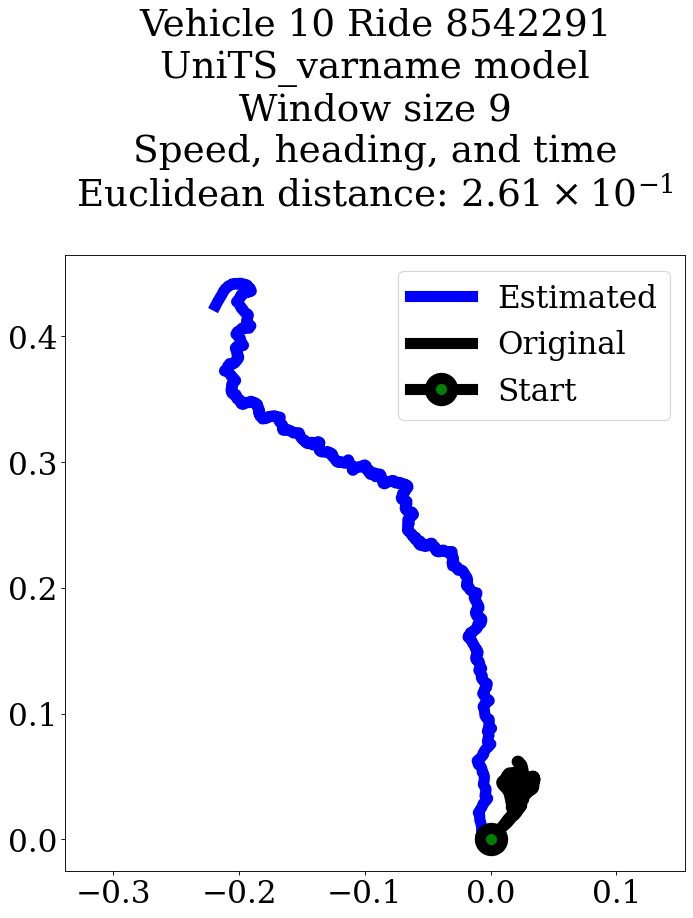 Vehicle 10 Ride 8542291
UniTS_varname model
Window size 9
Speed, heading, and time
Euclidean distance: 2.61 × 10⁻¹
Estimated
Original
Start
0.4
0.3
0.2
0.1
0.0
−0.3 −0.2 −0.1 0.0 0.1